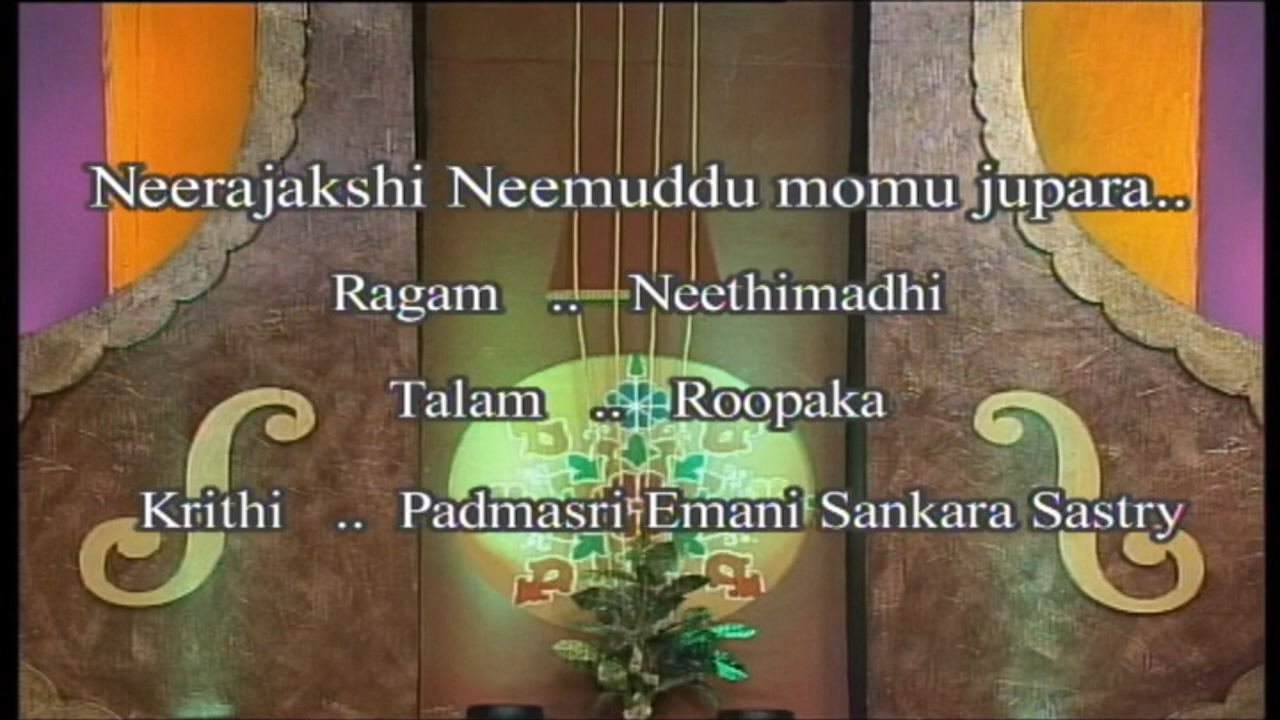 Neerajakshi Neemuddu momu jupara..
Ragam .. Neethimadhi
Talam .. Roopaka
Krithi .. Padmasri Emani Sankara Sastry